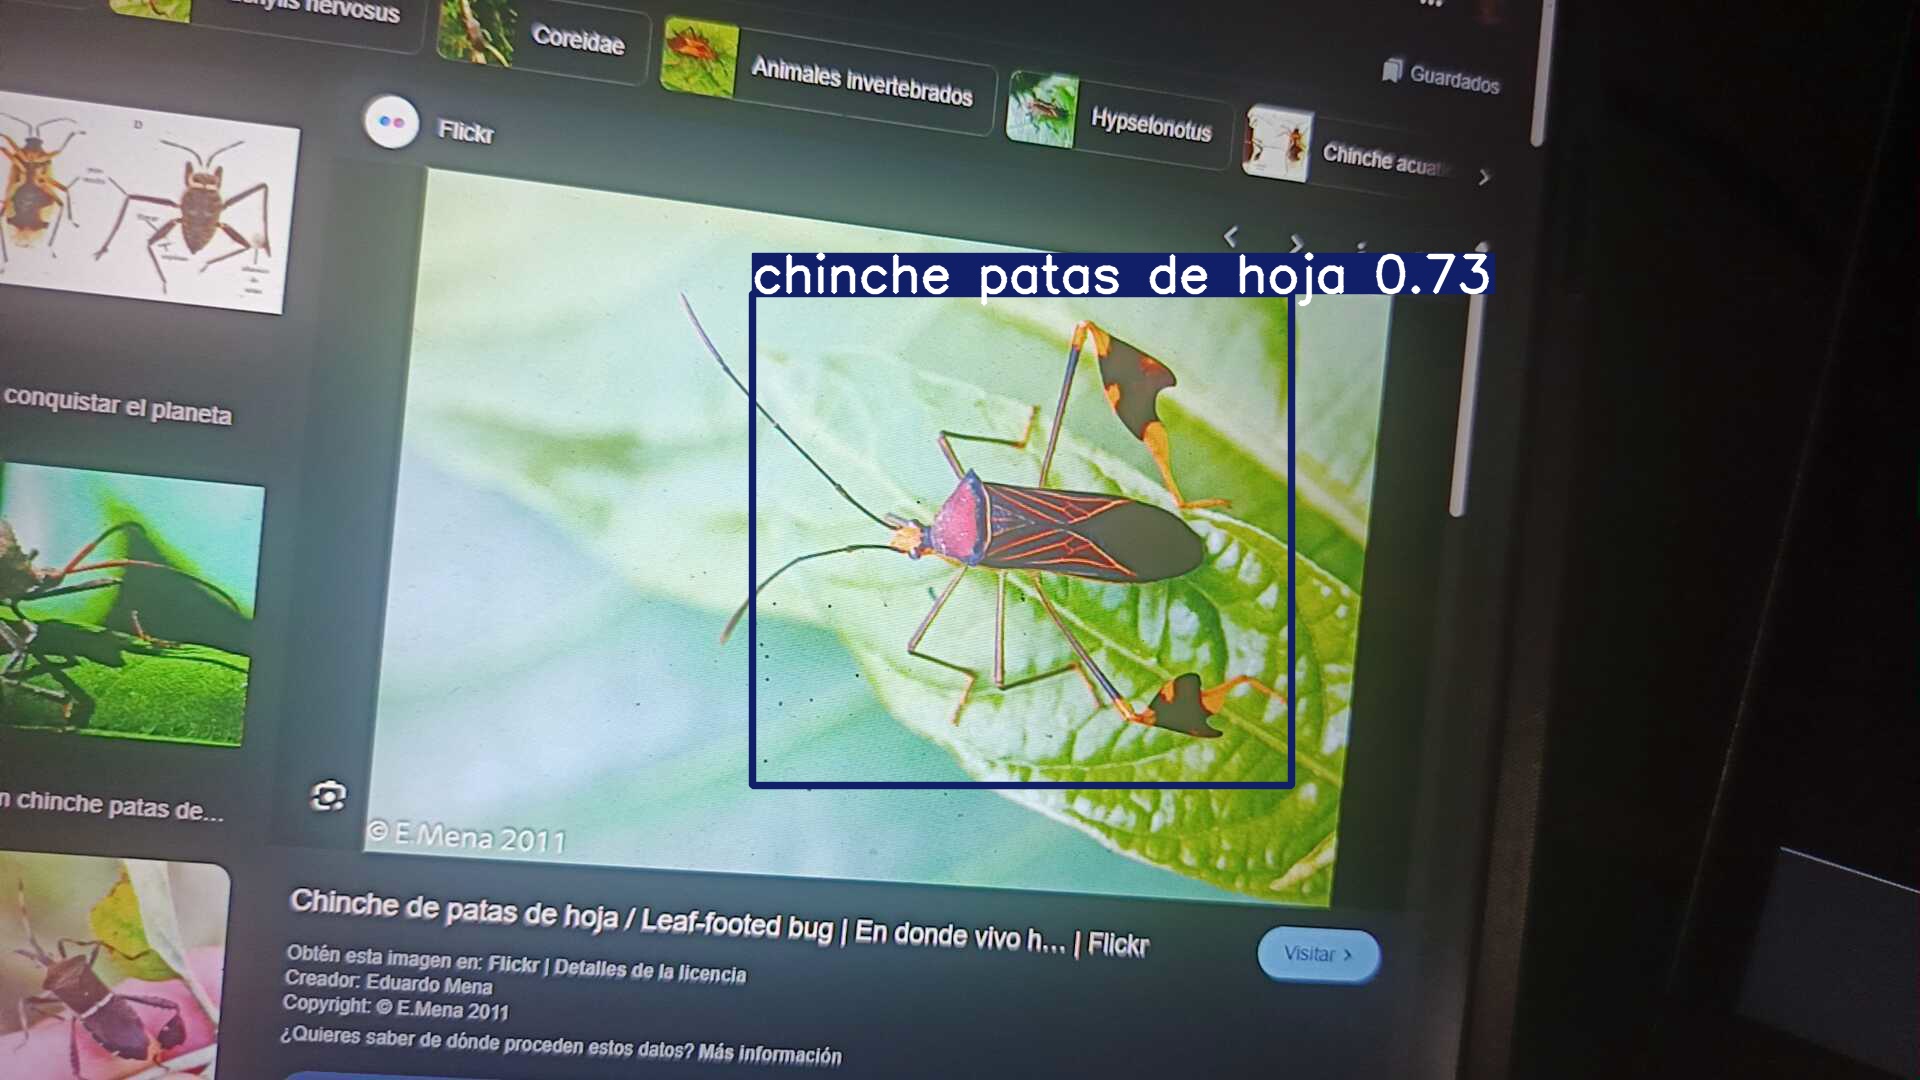 nervosus
Coreidae
Animales invertebrados
Hypselonotus
Chinche
Guardados
Flickr
D
chinche patas de hoja 0.73
conquistar el planeta
chinche patas de...
© E.Mena 2011
Chinche de patas de hoja / Leaf-footed bug | En donde vivo h... | Flickr
Visitar >
Obtén esta imagen en: Flickr | Detalles de la licencia
Creador: Eduardo Mena
Copyright: © E.Mena 2011
¿Quieres saber de dónde proceden estos datos? Más información